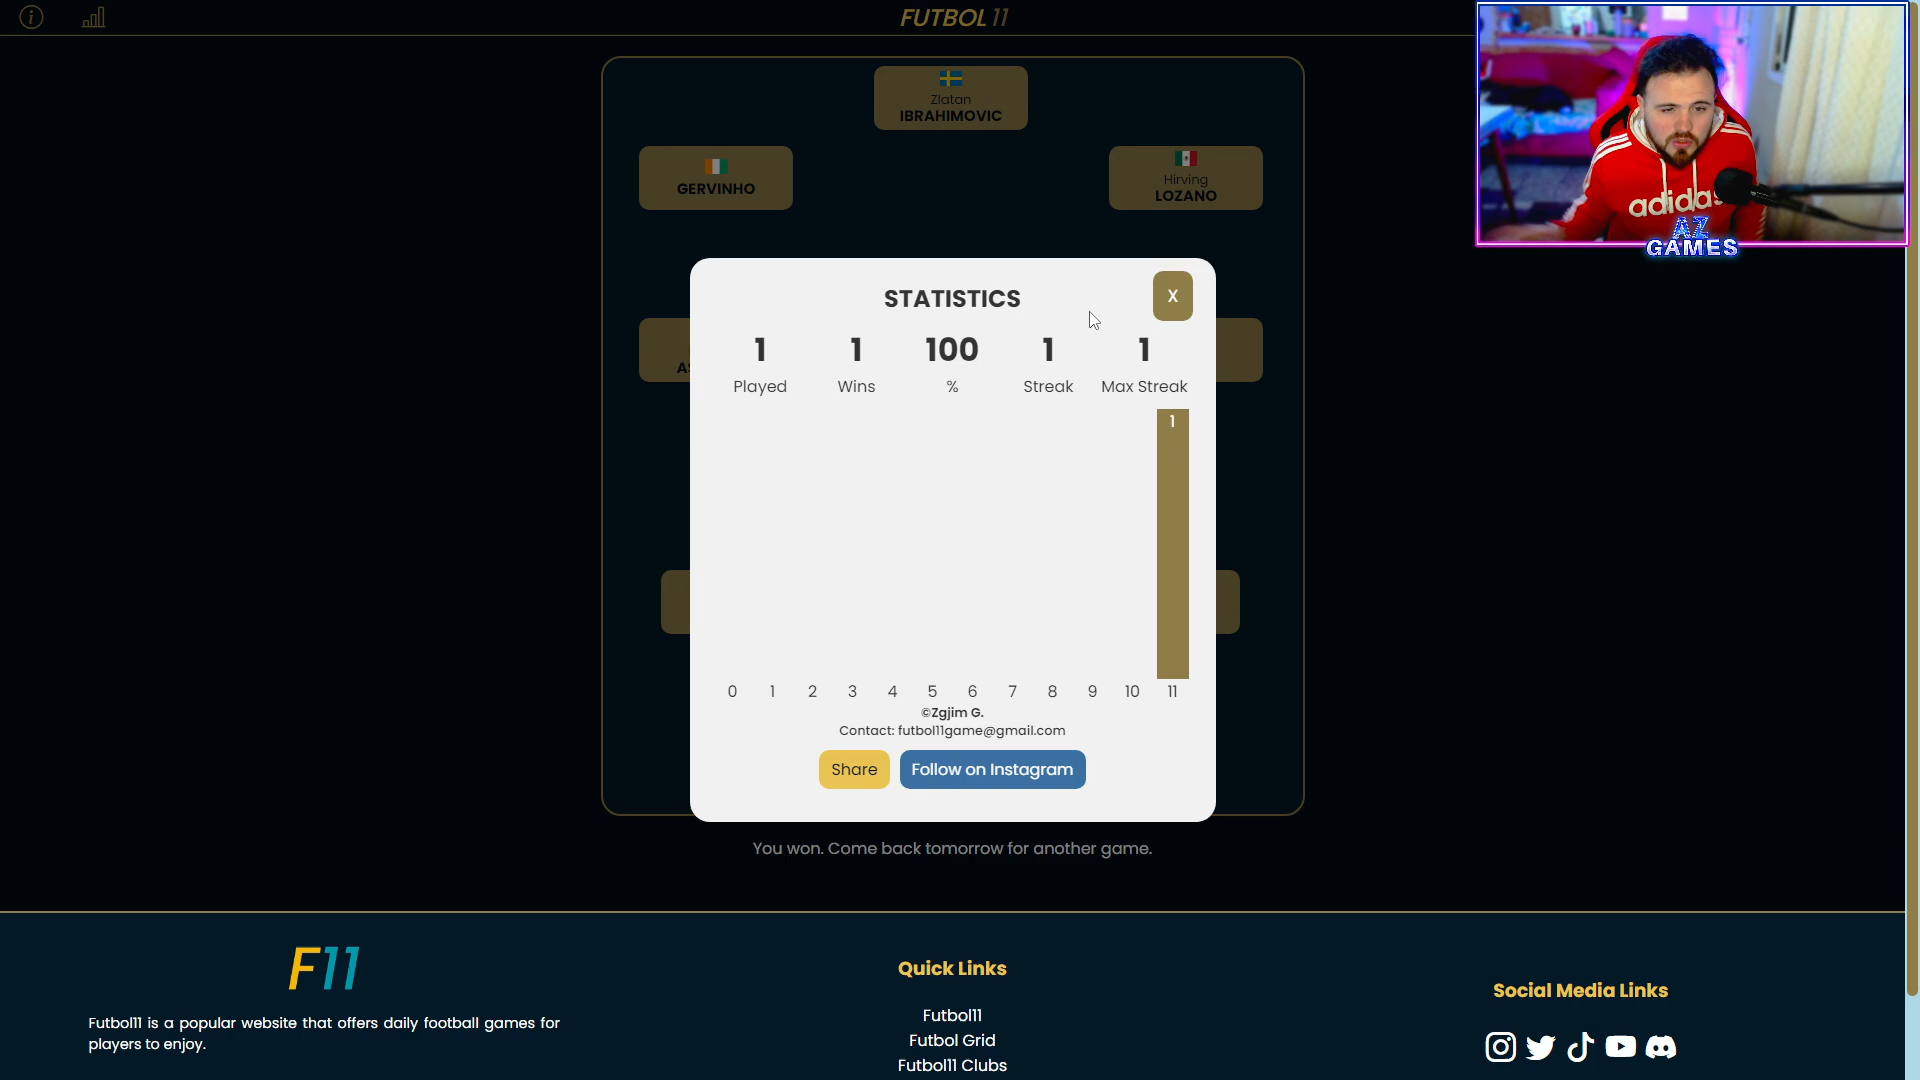 FUTBOL 11
Zlatan
IBRAHIMOVIC
GERVINHO
Hirving
LOZANO
adidas
AZ
GAMES
STATISTICS
X
1 1 100 1 1
Played Wins % Streak Max Streak
1
0 1 2 3 4 5 6 7 8 9 10 11
©Zgjim G.
Contact: futbol11game@gmail.com
Share Follow on Instagram
You won. Come back tomorrow for another game.
F11
Futbol11 is a popular website that offers daily football games for
players to enjoy.
Quick Links
Futbol11
Futbol Grid
Futbol11 Clubs
Social Media Links